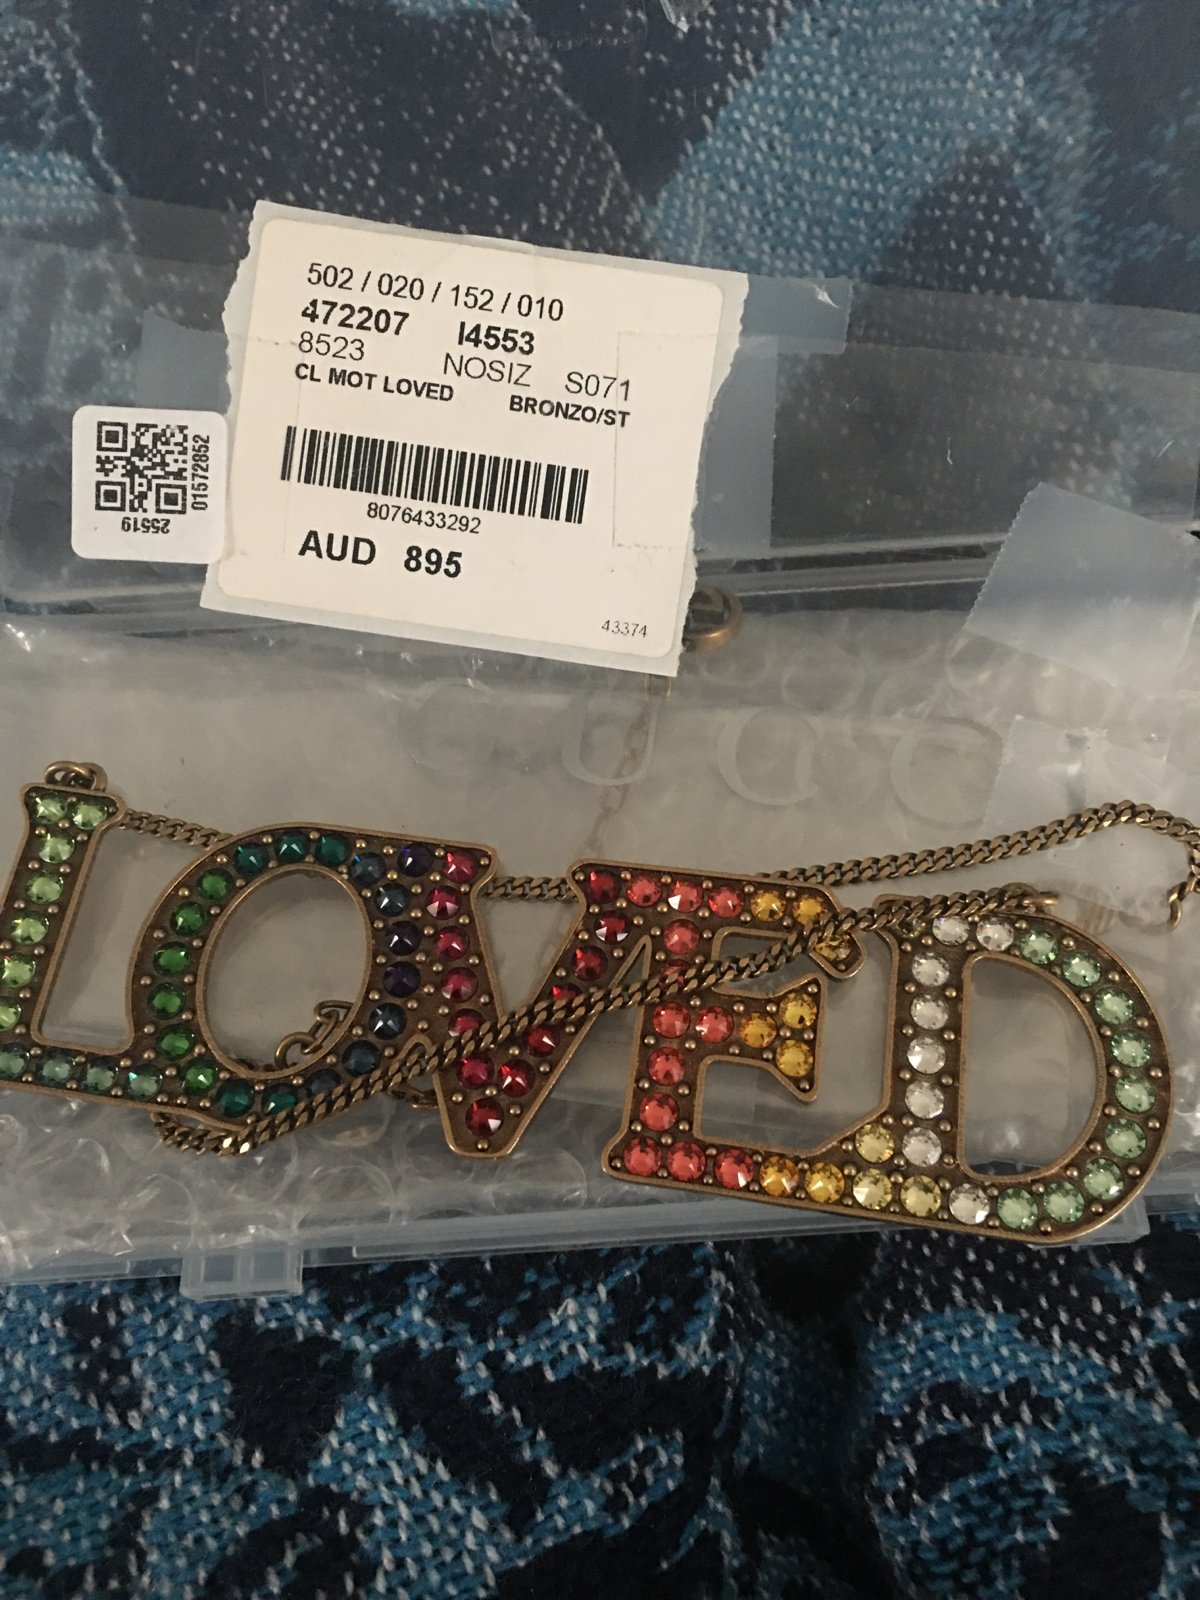 502 / 020 / 152 / 010
472207 I4553
8523 NOSIZ S071
CL MOT LOVED BRONZO/ST
8076433292
AUD 895
43374
01572852
25519
GUCCI
LOVED